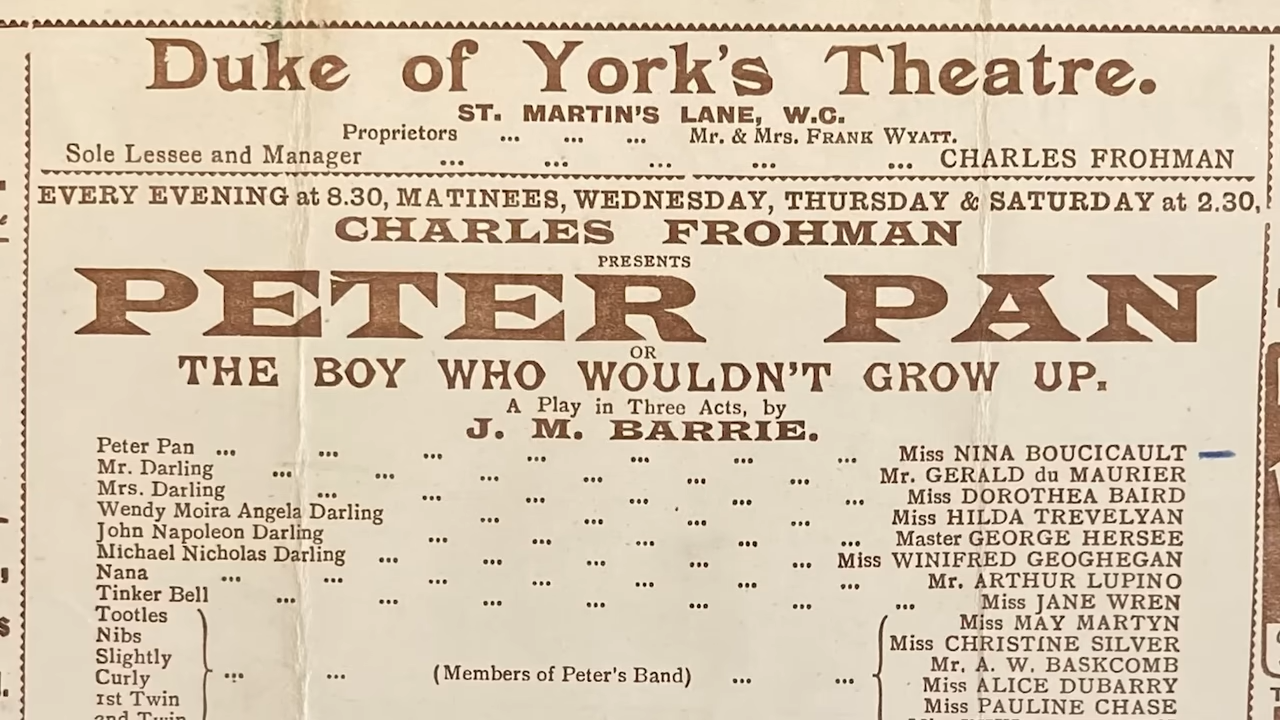 Duke of York's Theatre.
ST. MARTIN'S LANE, W.C.
Proprietors ... ... ... Mr. & Mrs. FRANK WYATT.
Sole Lessee and Manager ... ... ... ... ... CHARLES FROHMAN
EVERY EVENING at 8.30, MATINEES, WEDNESDAY, THURSDAY & SATURDAY at 2.30,
CHARLES FROHMAN
PRESENTS
PETER PAN
OR
THE BOY WHO WOULDN'T GROW UP.
A Play in Three Acts, by
J. M. BARRIE.
Peter Pan ... ... ... ... ... ... ... Miss NINA BOUCICAULT
Mr. Darling ... ... ... ... ... ... Mr. GERALD du MAURIER
Mrs. Darling ... ... ... ... ... ... Miss DOROTHEA BAIRD
Wendy Moira Angela Darling ... ... ... ... Miss HILDA TREVELYAN
John Napoleon Darling ... ... ... ... ... Master GEORGE HERSEE
Michael Nicholas Darling ... ... ... ... ... Miss WINIFRED GEOGHEGAN
Nana ... ... ... ... ... ... ... Mr. ARTHUR LUPINO
Tinker Bell ... ... ... ... ... ... ... Miss JANE WREN
Tootles Miss MAY MARTYN
Nibs Miss CHRISTINE SILVER
Slightly Mr. A. W. BASKCOMB
Curly ... ... (Members of Peter's Band) ... ... Miss ALICE DUBARRY
1st Twin Miss PAULINE CHASE
2nd Twin